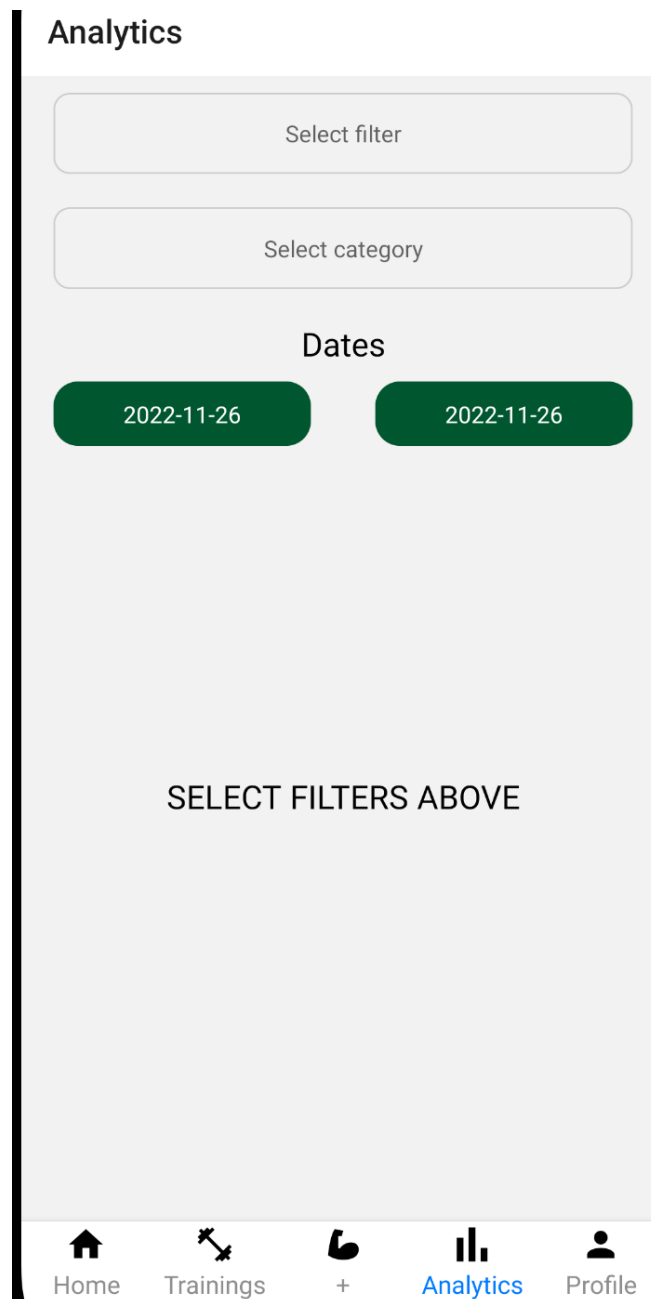 Analytics
Select filter
Select category
Dates
2022-11-26 2022-11-26
SELECT FILTERS ABOVE
Home Trainings + Analytics Profile